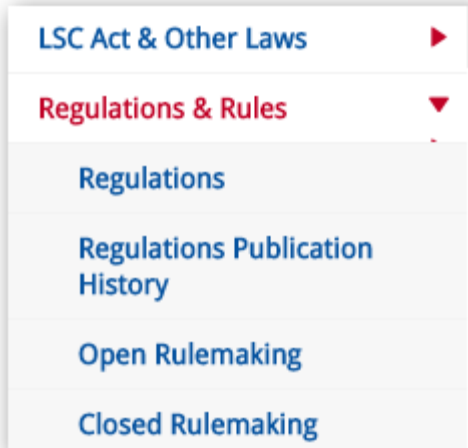 LSC Act & Other Laws
Regulations & Rules
Regulations
Regulations Publication
History
Open Rulemaking
Closed Rulemaking